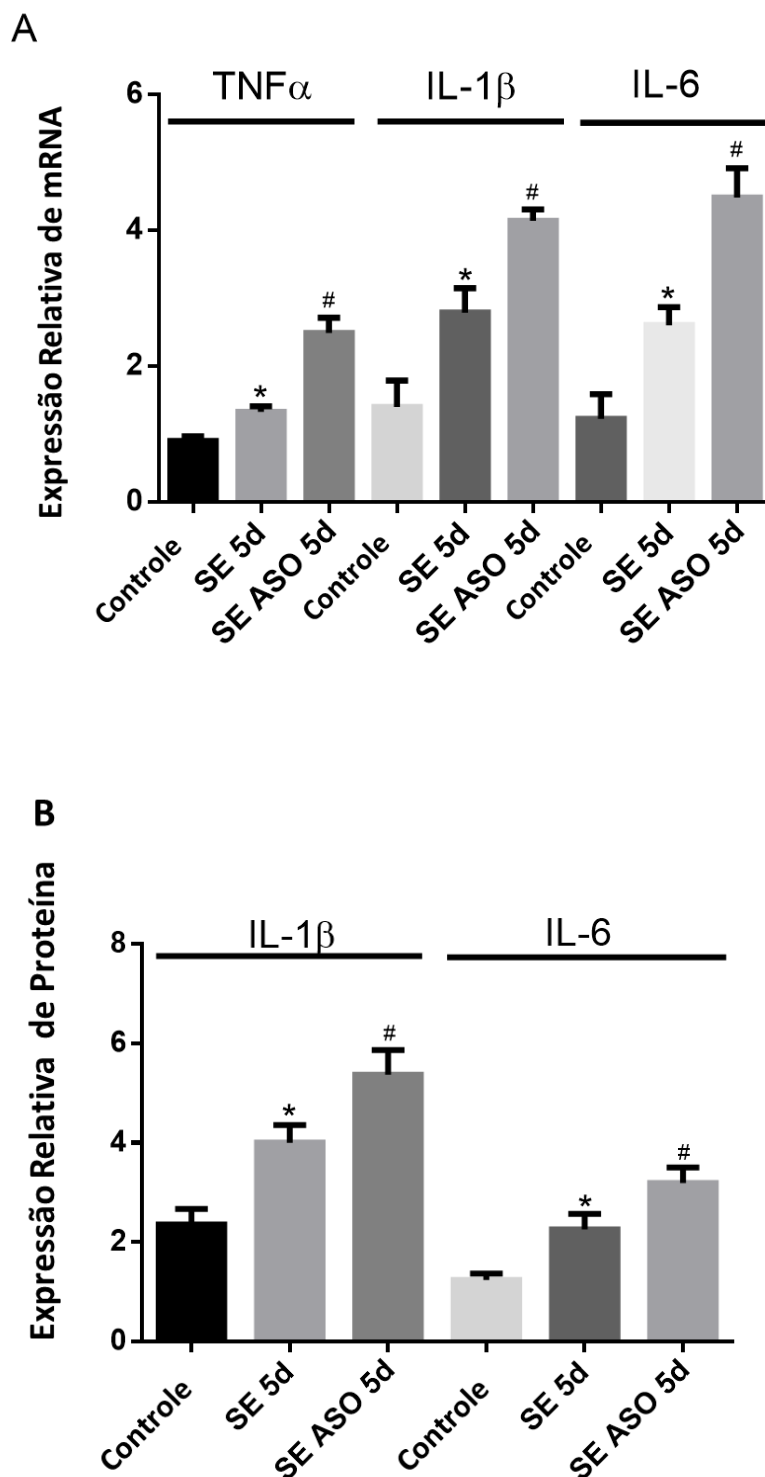 A
TNFα IL-1β IL-6
Expressão Relativa de mRNA
6
4
2
0
* # * # * #
Controle SE 5d SE ASO 5d Controle SE 5d SE ASO 5d Controle SE 5d SE ASO 5d
B
IL-1β IL-6
Expressão Relativa de Proteína
8
6
4
2
0
* # * #
Controle SE 5d SE ASO 5d Controle SE 5d SE ASO 5d